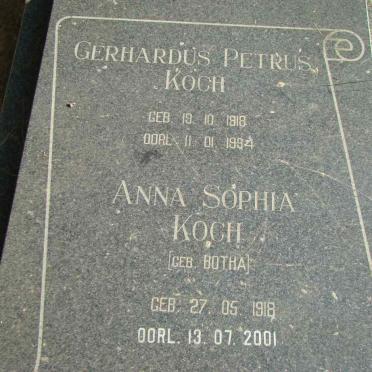 GERHARDUS PETRUS
KOCH
GEB. 19. 10. 1918
OORL. 11. 01. 1994
ANNA SOPHIA
KOCH
(GEB. BOTHA)
GEB. 27. 05. 1918
OORL. 13. 07. 2001